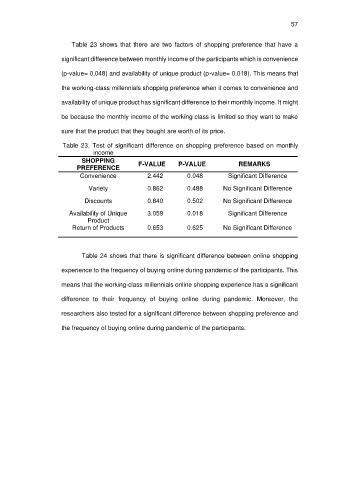 57
Table 23 shows that there are two factors of shopping preference that have a
significant difference between monthly income of the participants which is convenience
(p-value= 0.048) and availability of unique product (p-value= 0.018). This means that
the working-class millennials shopping preference when it comes to convenience and
availability of unique product has significant difference to their monthly income. It might
be because the monthly income of the working class is limited so they want to make
sure that the product that they bought are worth of its price.
Table 23. Test of significant difference on shopping preference based on monthly
income
SHOPPING PREFERENCE F-VALUE P-VALUE REMARKS
Convenience 2.442 0.048 Significant Difference
Variety 0.862 0.488 No Significant Difference
Discounts 0.840 0.502 No Significant Difference
Availability of Unique Product 3.059 0.018 Significant Difference
Return of Products 0.653 0.625 No Significant Difference
Table 24 shows that there is significant difference between online shopping
experience to the frequency of buying online during pandemic of the participants. This
means that the working-class millennials online shopping experience has a significant
difference to their frequency of buying online during pandemic. Moreover, the
researchers also tested for a significant difference between shopping preference and
the frequency of buying online during pandemic of the participants.